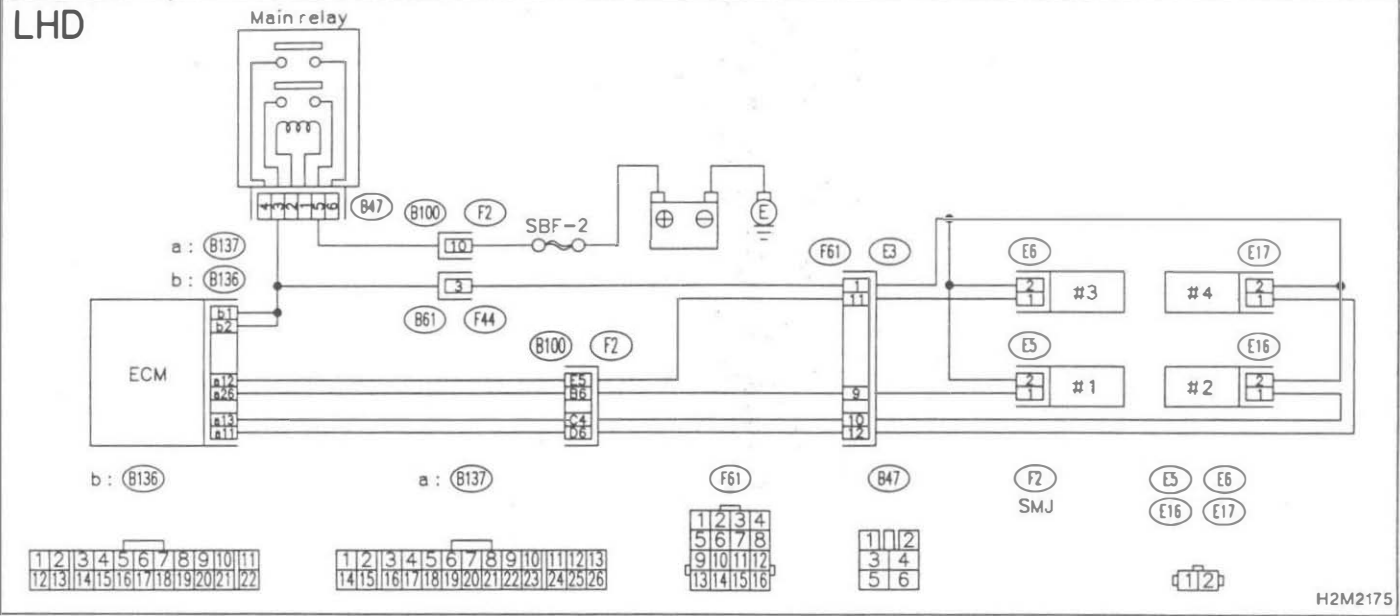 LHD
Main relay
4 3 2 1 5 6
B47
B100
F2
SBF-2
E
a : B137
10
b : B136
F61
E3
E6
E17
b1
b2
3
1
11
2
1
#3
#4
2
1
B61
F44
B100
F2
E5
E16
ECM
a12
a26
a13
a11
E5
B6
C4
D6
9
10
12
2
1
#1
#2
2
1
b : B136
a : B137
F61
B47
F2
SMJ
E5 E6
E16 E17
1 2 3 4 5 6 7 8 9 10 11
12 13 14 15 16 17 18 19 20 21 22
1 2 3 4 5 6 7 8 9 10 11 12 13
14 15 16 17 18 19 20 21 22 23 24 25 26
1 2 3 4
5 6 7 8
9 10 11 12
13 14 15 16
1 2
3 4
5 6
1 2
H2M2175